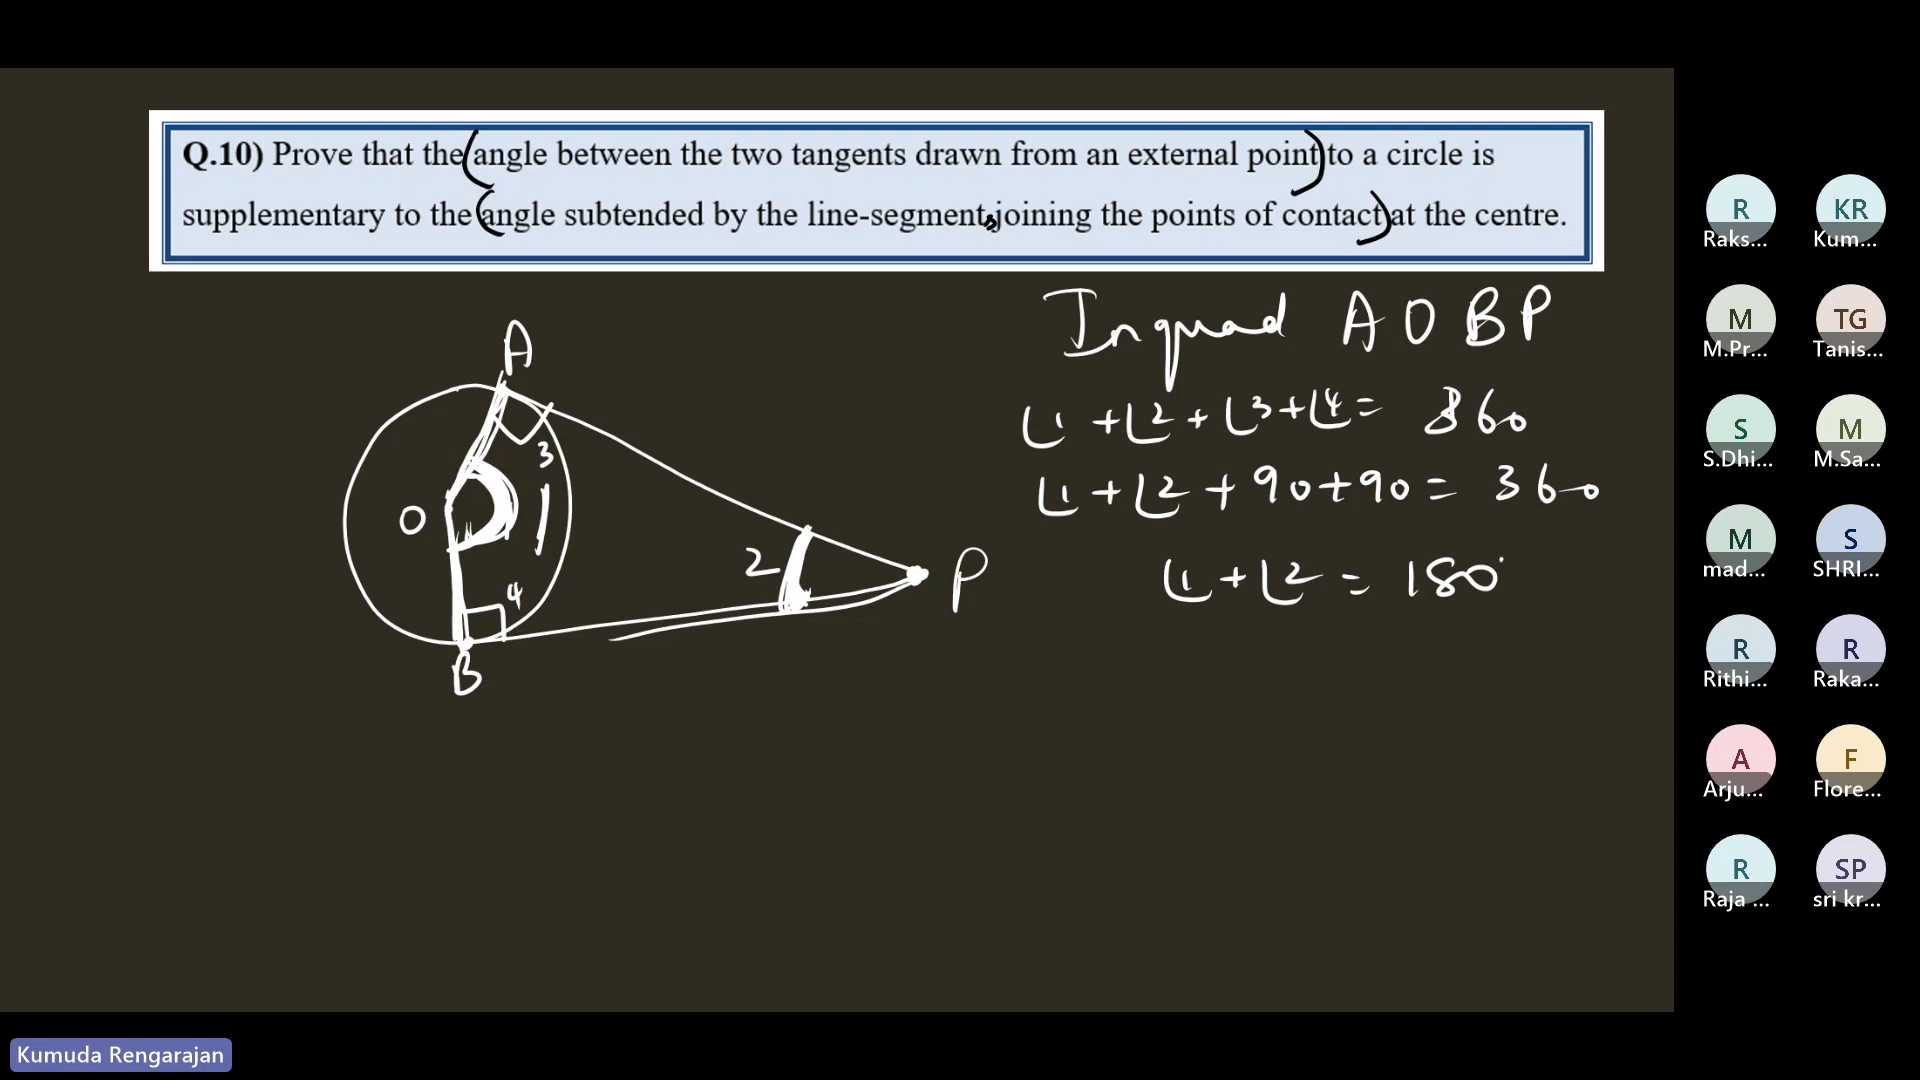 Q.10) Prove that the (angle between the two tangents drawn from an external point) to a circle is
supplementary to the (angle subtended by the line-segment joining the points of contact) at the centre.
In quad A O B P
∠1 + ∠2 + ∠3 + ∠4 = 360
∠1 + ∠2 + 90 + 90 = 360
∠1 + ∠2 = 180°
A
3
O
1
2
P
4
B
R
Raks...
KR
Kum...
M
M.Pr...
TG
Tanis...
S
S.Dhi...
M
M.Sa...
M
mad...
S
SHRI...
R
Rithi...
R
Raka...
A
Arju...
F
Flore...
R
Raja ...
SP
sri kr...
Kumuda Rengarajan